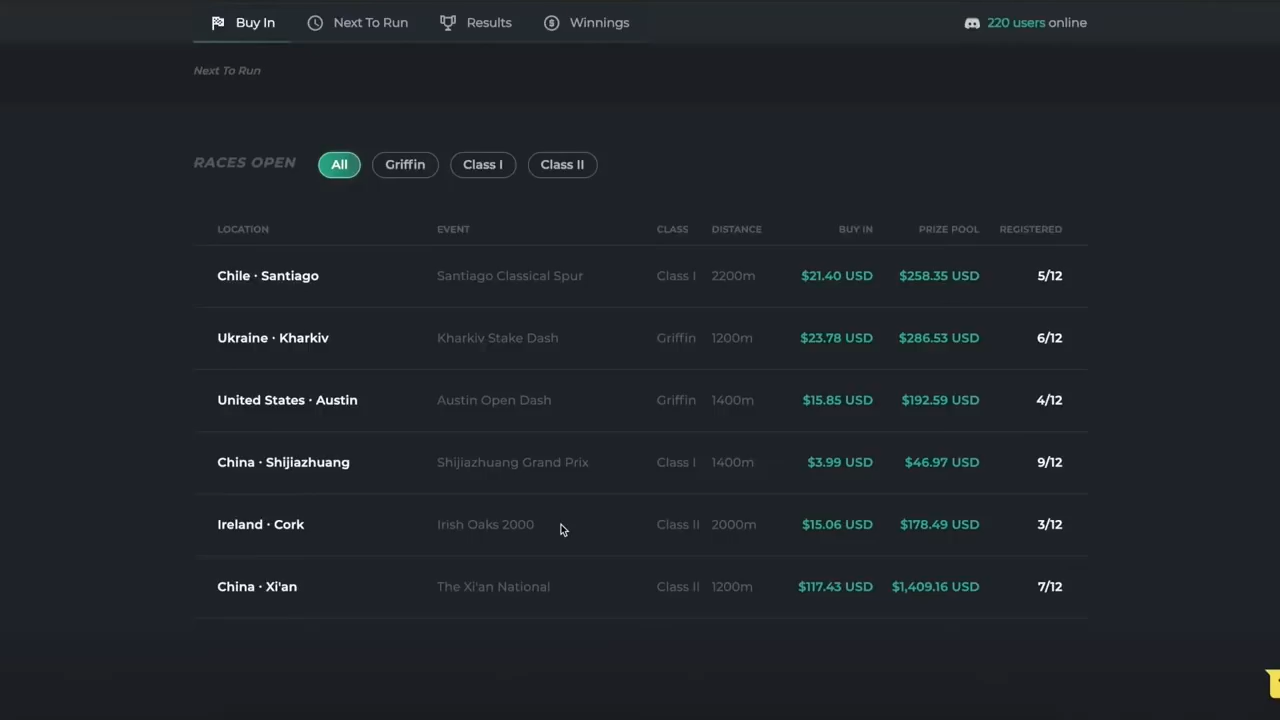 Buy In Next To Run Results Winnings 220 users online
Next To Run
RACES OPEN All Griffin Class I Class II
LOCATION EVENT CLASS DISTANCE BUY IN PRIZE POOL REGISTERED
Chile · Santiago Santiago Classical Spur Class I 2200m $21.40 USD $258.35 USD 5/12
Ukraine · Kharkiv Kharkiv Stake Dash Griffin 1200m $23.78 USD $286.53 USD 6/12
United States · Austin Austin Open Dash Griffin 1400m $15.85 USD $192.59 USD 4/12
China · Shijiazhuang Shijiazhuang Grand Prix Class I 1400m $3.99 USD $46.97 USD 9/12
Ireland · Cork Irish Oaks 2000 Class II 2000m $15.06 USD $178.49 USD 3/12
China · Xi'an The Xi'an National Class II 1200m $117.43 USD $1,409.16 USD 7/12